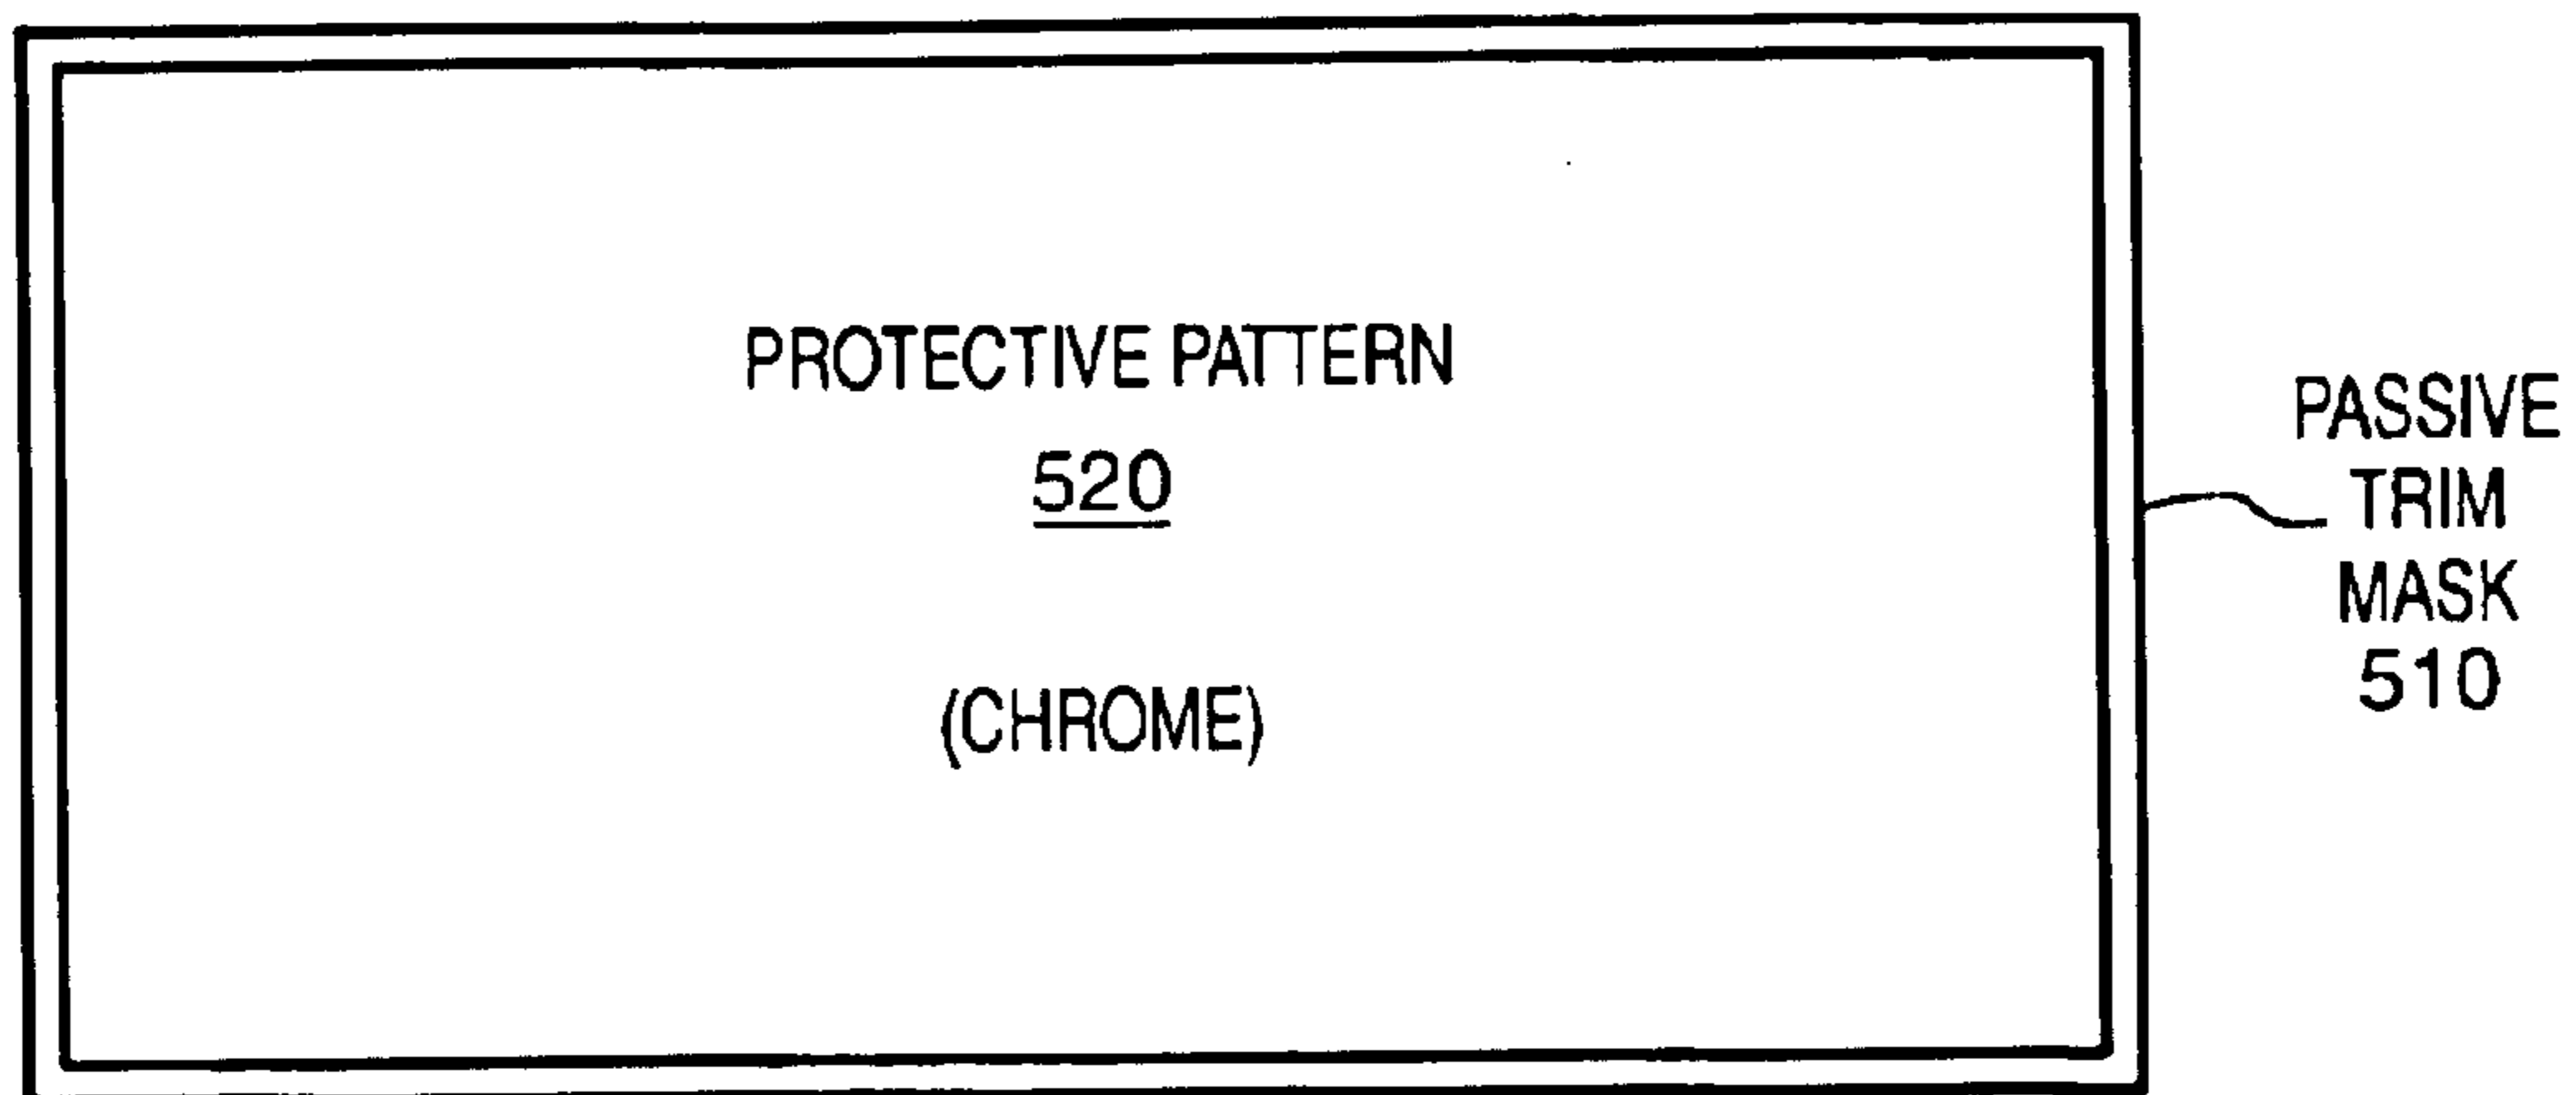 PROTECTIVE PATTERN
520
(CHROME)
PASSIVE
TRIM
MASK
510